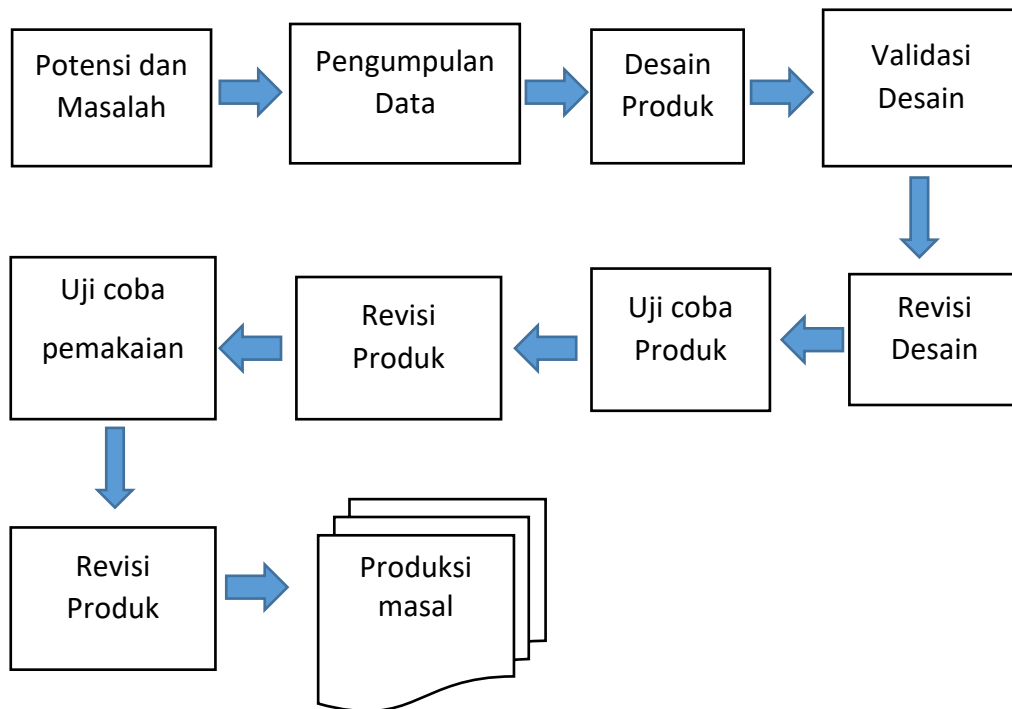 Potensi dan
Masalah
Pengumpulan
Data
Desain
Produk
Validasi
Desain
Revisi
Desain
Uji coba
Produk
Revisi
Produk
Uji coba
pemakaian
Revisi
Produk
Produksi
masal